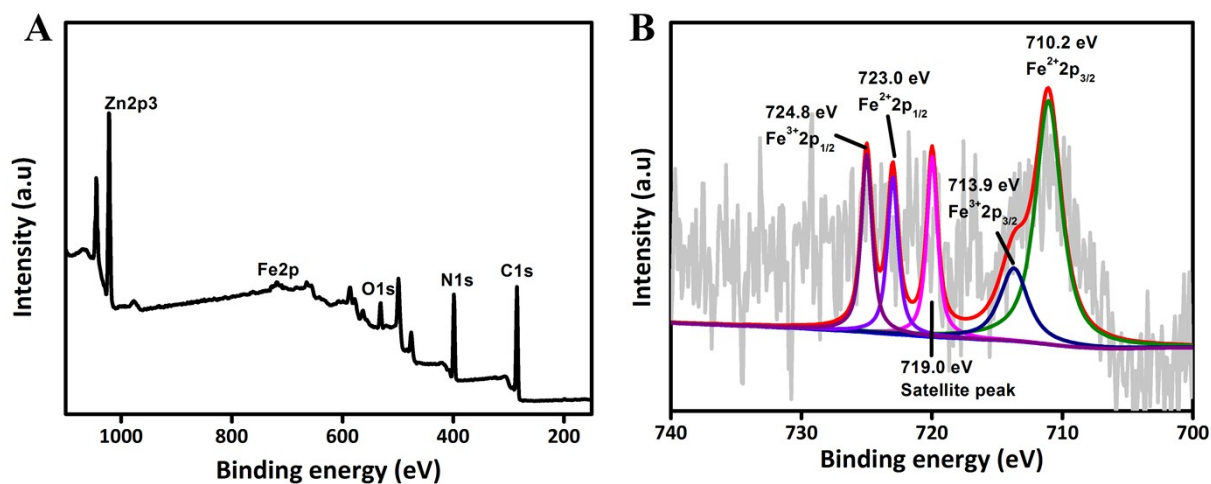 A
Zn2p3
Fe2p
O1s
N1s
C1s
Intensity (a.u)
1000 800 600 400 200
Binding energy (eV)
B
710.2 eV
Fe²⁺2p₃/₂
723.0 eV
Fe²⁺2p₁/₂
724.8 eV
Fe³⁺2p₁/₂
713.9 eV
Fe³⁺2p₃/₂
719.0 eV
Satellite peak
Intensity (a.u)
740 730 720 710 700
Binding energy (eV)